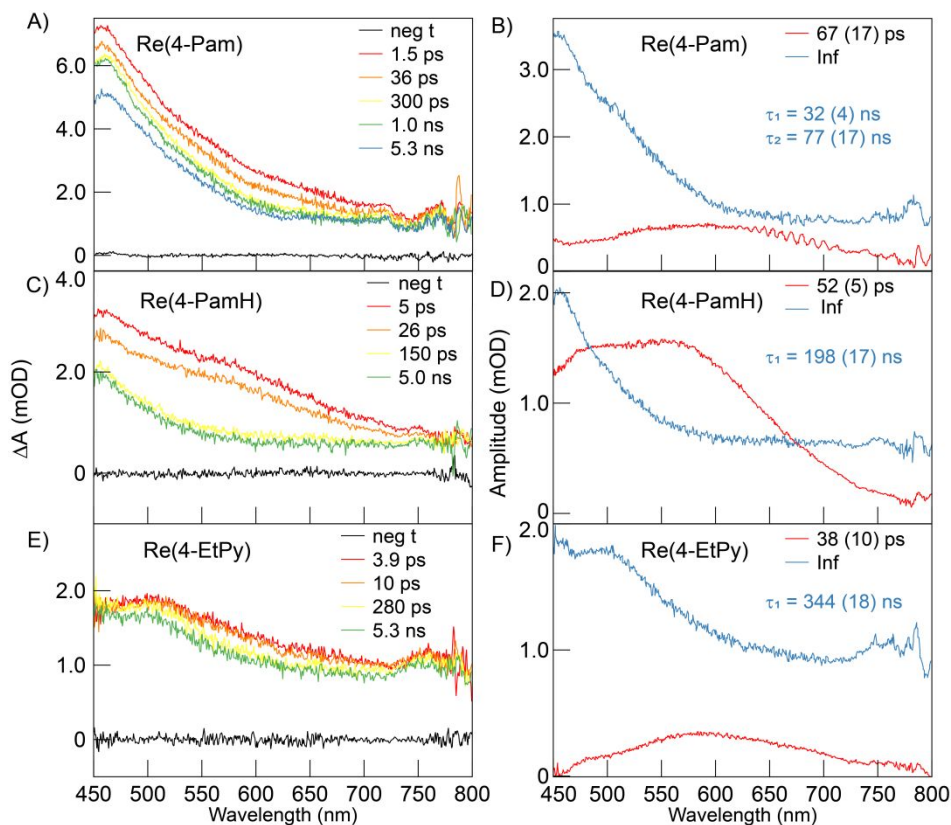 A)
Re(4-Pam)
neg t
1.5 ps
36 ps
300 ps
1.0 ns
5.3 ns
6.0
4.0
2.0
0
B)
Re(4-Pam)
67 (17) ps
Inf
τ₁ = 32 (4) ns
τ₂ = 77 (17) ns
3.0
2.0
1.0
0
C)
Re(4-PamH)
neg t
5 ps
26 ps
150 ps
5.0 ns
4.0
2.0
0
ΔA (mOD)
D)
Re(4-PamH)
52 (5) ps
Inf
τ₁ = 198 (17) ns
2.0
1.0
0
Amplitude (mOD)
E)
Re(4-EtPy)
neg t
3.9 ps
10 ps
280 ps
5.3 ns
2.0
1.0
0
450 500 550 600 650 700 750 800
Wavelength (nm)
F)
Re(4-EtPy)
38 (10) ps
Inf
τ₁ = 344 (18) ns
2.0
1.0
0
450 500 550 600 650 700 750 800
Wavelength (nm)